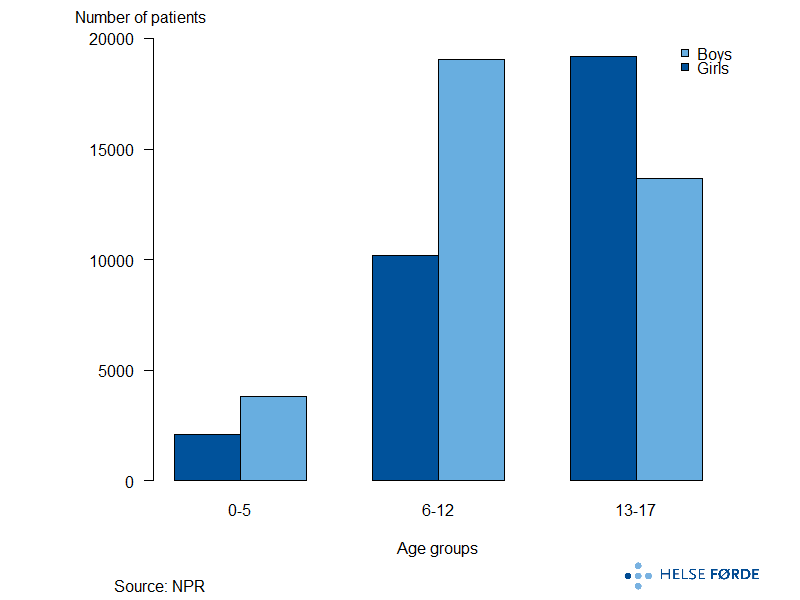 Number of patients
20000
15000
10000
5000
0
Boys
Girls
0-5 6-12 13-17
Age groups
Source: NPR
HELSE FØRDE